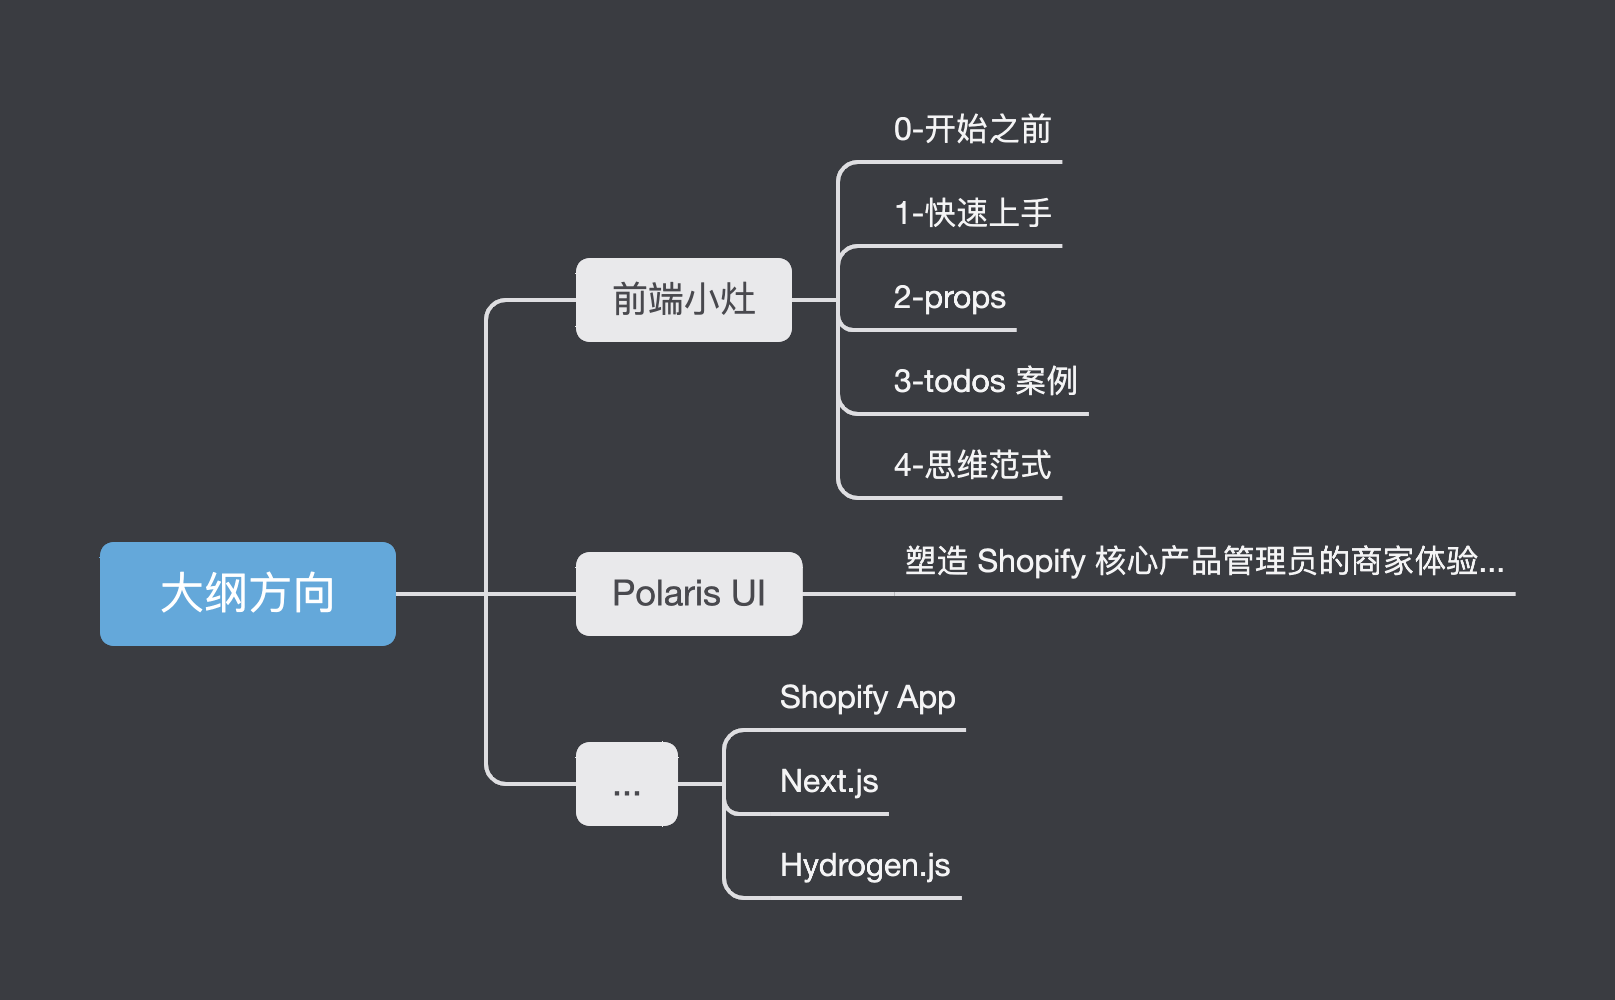 大纲方向
前端小灶
0-开始之前
1-快速上手
2-props
3-todos 案例
4-思维范式
Polaris UI
塑造 Shopify 核心产品管理员的商家体验...
...
Shopify App
Next.js
Hydrogen.js